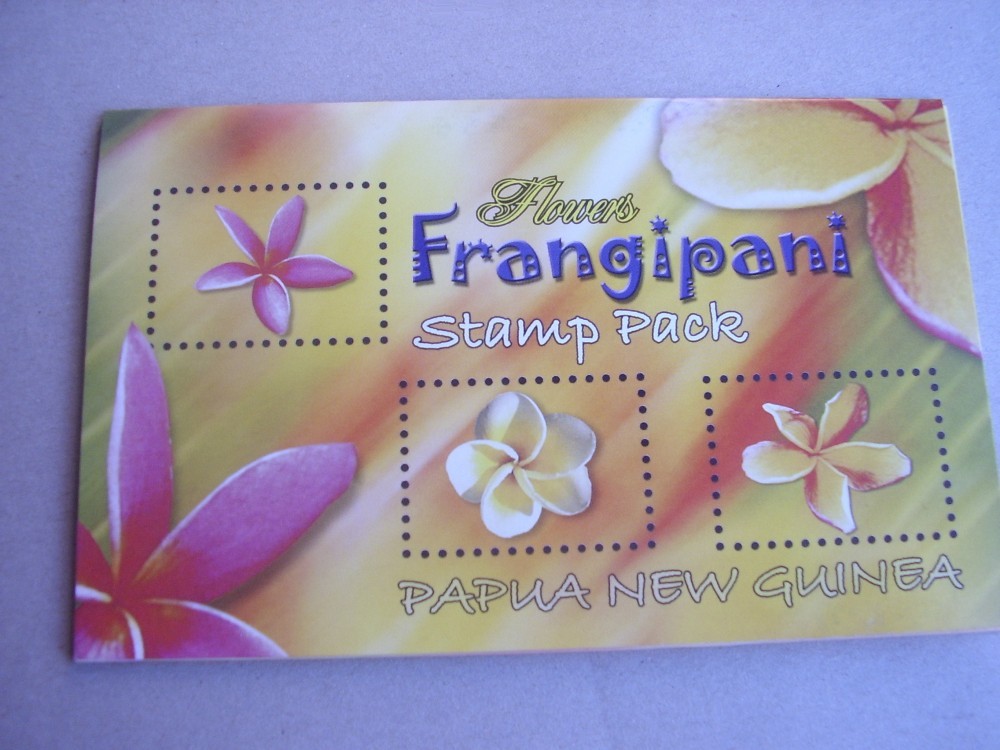 Flowers
Frangipani
Stamp Pack
PAPUA NEW GUINEA